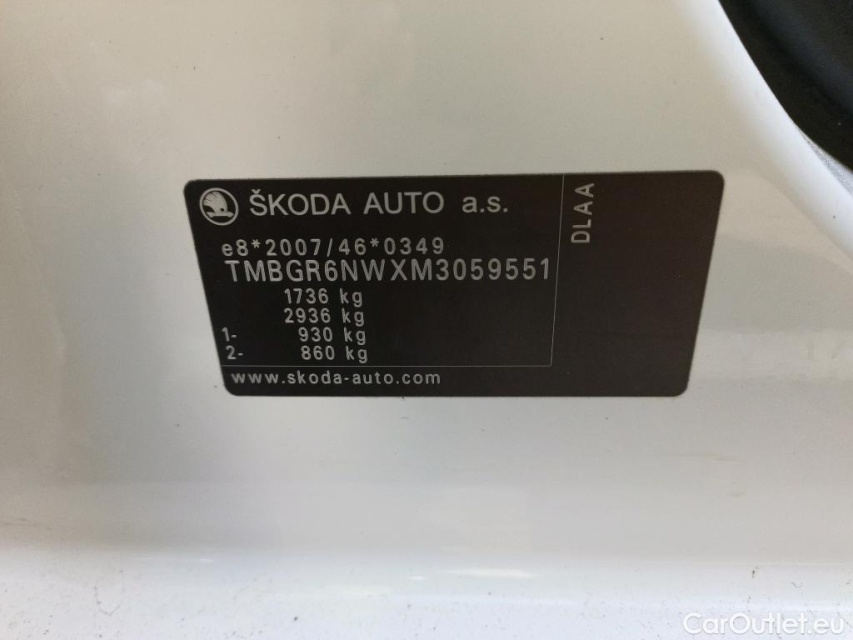 ŠKODA AUTO a.s.
DLAA
e8*2007/46*0349
TMBGR6NWXM3059551
1736 kg
2936 kg
1- 930 kg
2- 860 kg
www.skoda-auto.com
CarOutlet.eu